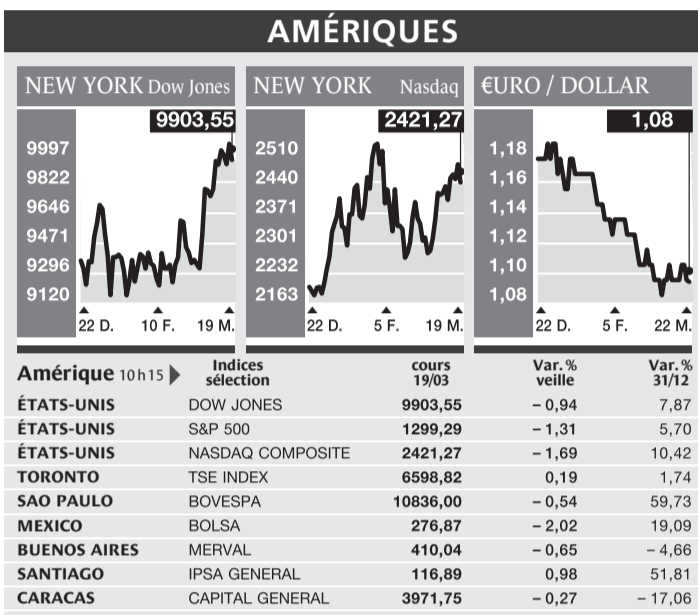 AMÉRIQUES
NEW YORK Dow Jones
9903,55
9997
9822
9646
9471
9296
9120
22 D. 10 F. 19 M.
NEW YORK Nasdaq
2421,27
2510
2440
2371
2301
2232
2163
22 D. 5 F. 19 M.
€URO / DOLLAR
1,08
1,18
1,16
1,14
1,12
1,10
1,08
22 D. 5 F. 22 M.
Amérique 10h15 Indices sélection cours 19/03 Var. % veille Var. % 31/12
ÉTATS-UNIS DOW JONES 9903,55 – 0,94 7,87
ÉTATS-UNIS S&P 500 1299,29 – 1,31 5,70
ÉTATS-UNIS NASDAQ COMPOSITE 2421,27 – 1,69 10,42
TORONTO TSE INDEX 6598,82 0,19 1,74
SAO PAULO BOVESPA 10836,00 – 0,54 59,73
MEXICO BOLSA 276,87 – 2,02 19,09
BUENOS AIRES MERVAL 410,04 – 0,65 – 4,66
SANTIAGO IPSA GENERAL 116,89 0,98 51,81
CARACAS CAPITAL GENERAL 3971,75 – 0,27 – 17,06